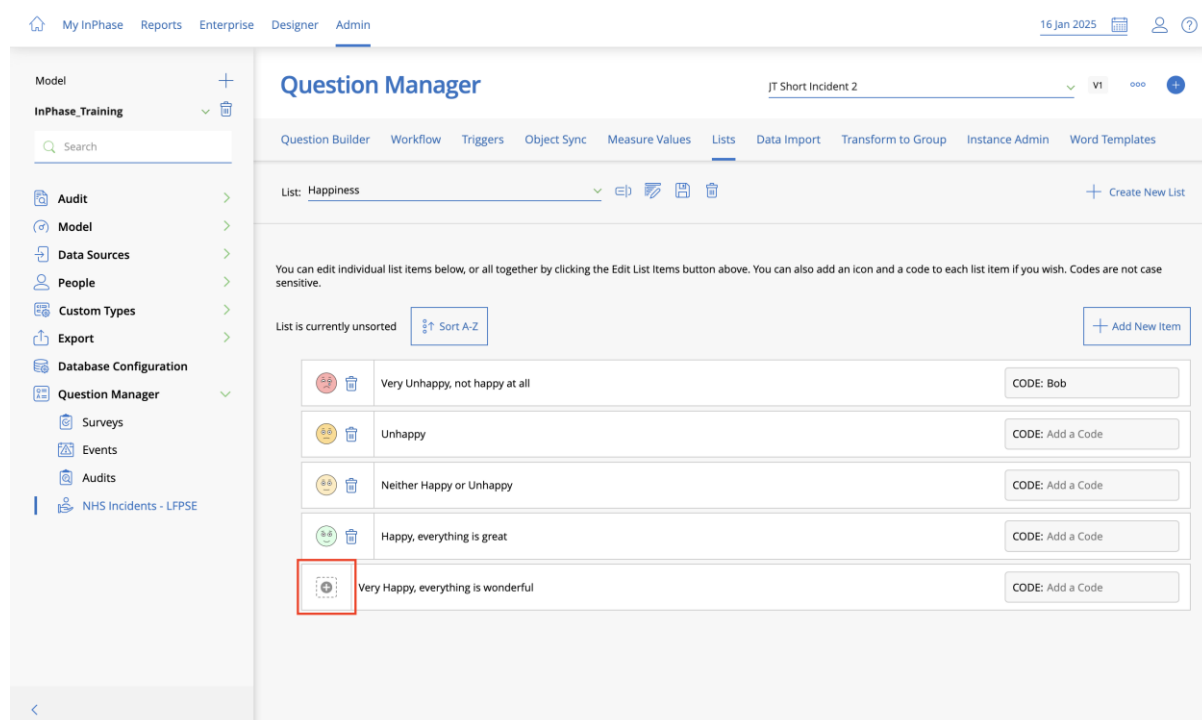 My InPhase Reports Enterprise Designer Admin 16 Jan 2025
Model
InPhase_Training
Search
Audit
Model
Data Sources
People
Custom Types
Export
Database Configuration
Question Manager
Surveys
Events
Audits
NHS Incidents - LFPSE
Question Manager
JT Short Incident 2 V1
Question Builder Workflow Triggers Object Sync Measure Values Lists Data Import Transform to Group Instance Admin Word Templates
List: Happiness
Create New List
You can edit individual list items below, or all together by clicking the Edit List Items button above. You can also add an icon and a code to each list item if you wish. Codes are not case
sensitive.
List is currently unsorted Sort A-Z Add New Item
Very Unhappy, not happy at all CODE: Bob
Unhappy CODE: Add a Code
Neither Happy or Unhappy CODE: Add a Code
Happy, everything is great CODE: Add a Code
Very Happy, everything is wonderful CODE: Add a Code